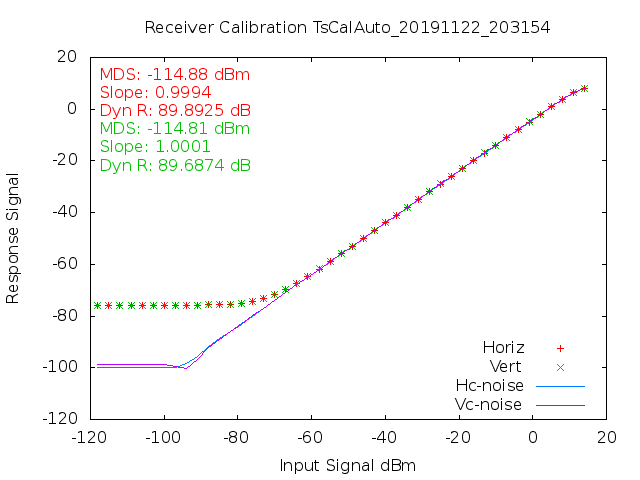 Receiver Calibration TsCalAuto_20191122_203154
20
MDS: -114.88 dBm
Slope: 0.9994
Dyn R: 89.8925 dB
MDS: -114.81 dBm
Slope: 1.0001
Dyn R: 89.6874 dB
0
-20
-40
-60
-80
-100
-120
Response Signal
Horiz
Vert
Hc-noise
Vc-noise
-120 -100 -80 -60 -40 -20 0 20
Input Signal dBm